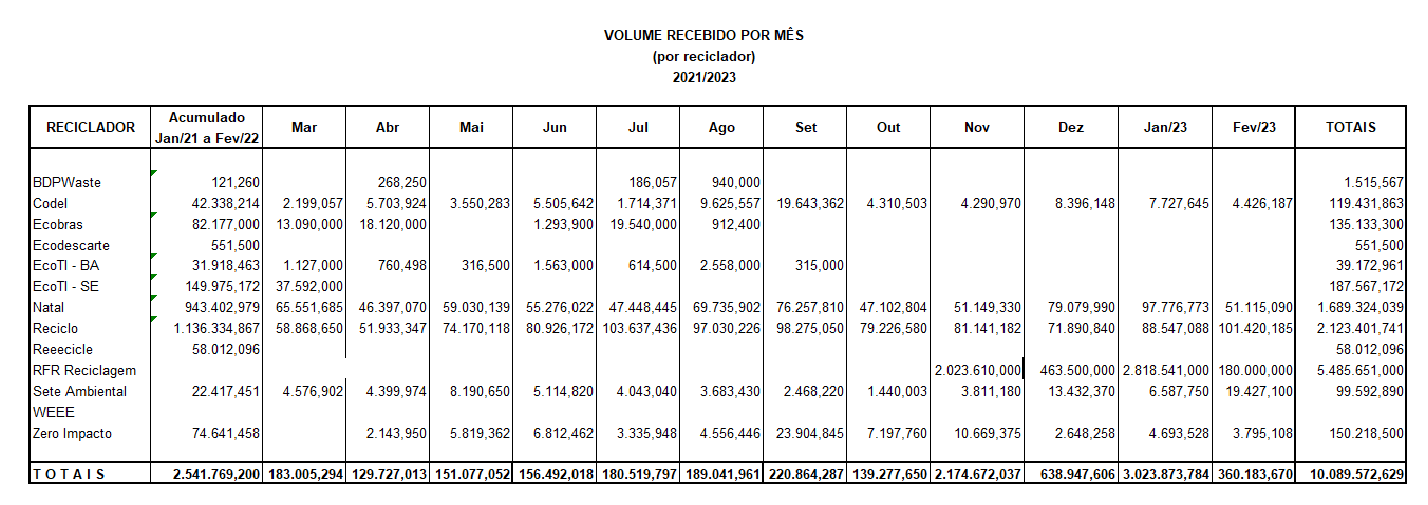 VOLUME RECEBIDO POR MÊS
(por reciclador)
2021/2023
RECICLADOR Acumulado Jan/21 a Fev/22 Mar Abr Mai Jun Jul Ago Set Out Nov Dez Jan/23 Fev/23 TOTAIS
BDPWaste 121,260 268,250 186,057 940,000 1.515,567
Codel 42.338,214 2.199,057 5.703,924 3.550,283 5.505,642 1.714,371 9.625,557 19.643,362 4.310,503 4.290,970 8.396,148 7.727,645 4.426,187 119.431,863
Ecobras 82.177,000 13.090,000 18.120,000 1.293,900 19.540,000 912,400 135.133,300
Ecodescarte 551,500 551,500
EcoTI - BA 31.918,463 1.127,000 760,498 316,500 1.563,000 614,500 2.558,000 315,000 39.172,961
EcoTI - SE 149.975,172 37.592,000 187.567,172
Natal 943.402,979 65.551,685 46.397,070 59.030,139 55.276,022 47.448,445 69.735,902 76.257,810 47.102,804 51.149,330 79.079,990 97.776,773 51.115,090 1.689.324,039
Reciclo 1.136.334,867 58.868,650 51.933,347 74.170,118 80.926,172 103.637,436 97.030,226 98.275,050 79.226,580 81.141,182 71.890,840 88.547,088 101.420,185 2.123.401,741
Reeecicle 58.012,096 58.012,096
RFR Reciclagem 2.023.610,000 463.500,000 2.818.541,000 180.000,000 5.485.651,000
Sete Ambiental 22.417,451 4.576,902 4.399,974 8.190,650 5.114,820 4.043,040 3.683,430 2.468,220 1.440,003 3.811,180 13.432,370 6.587,750 19.427,100 99.592,890
WEEE
Zero Impacto 74.641,458 2.143,950 5.819,362 6.812,462 3.335,948 4.556,446 23.904,845 7.197,760 10.669,375 2.648,258 4.693,528 3.795,108 150.218,500
TOTAIS 2.541.769,200 183.005,294 129.727,013 151.077,052 156.492,018 180.519,797 189.041,961 220.864,287 139.277,650 2.174.672,037 638.947,606 3.023.873,784 360.183,670 10.089.572,629